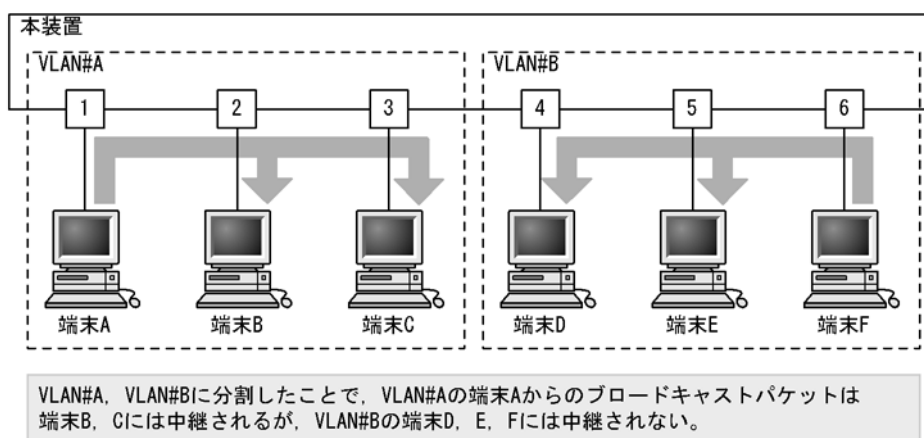 本装置
VLAN#A
VLAN#B
1 2 3 4 5 6
端末A 端末B 端末C 端末D 端末E 端末F
VLAN#A, VLAN#Bに分割したことで, VLAN#Aの端末Aからのブロードキャストパケットは
端末B, Cには中継されるが, VLAN#Bの端末D, E, Fには中継されない。